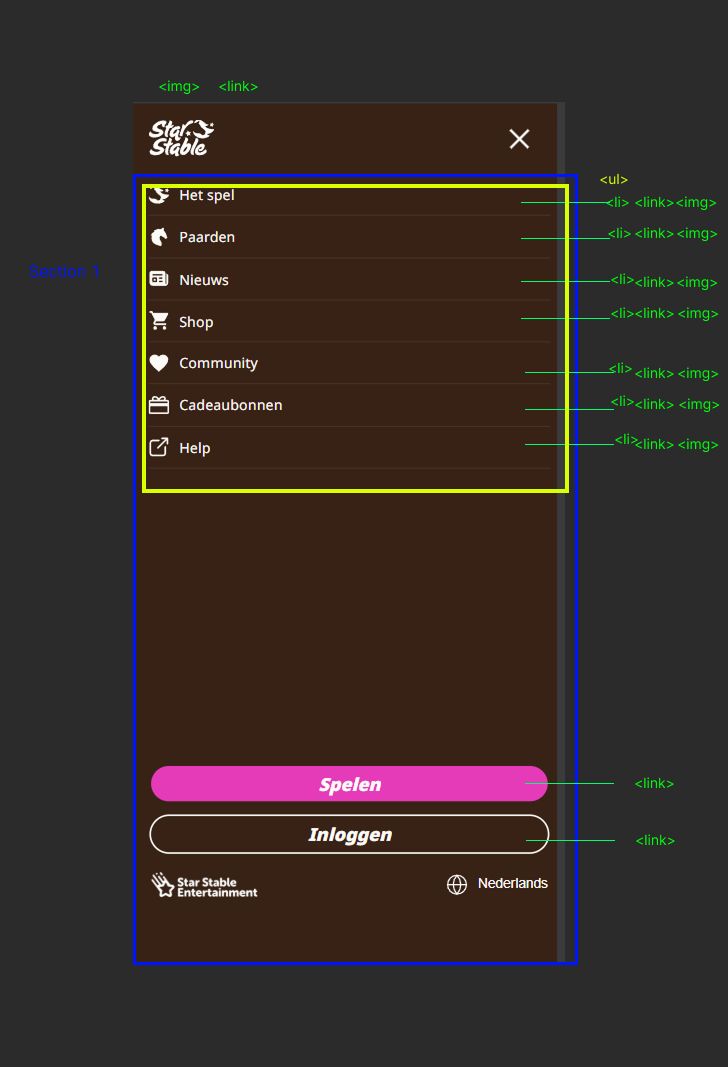 <img> <link>
Star
Stable
<ul>
Het spel <li> <link> <img>
Paarden <li> <link> <img>
Section 1
Nieuws <li> <link> <img>
Shop <li> <link> <img>
Community <li> <link> <img>
Cadeaubonnen <li> <link> <img>
Help <li> <link> <img>
Spelen <link>
Inloggen <link>
Star Stable
Entertainment
Nederlands